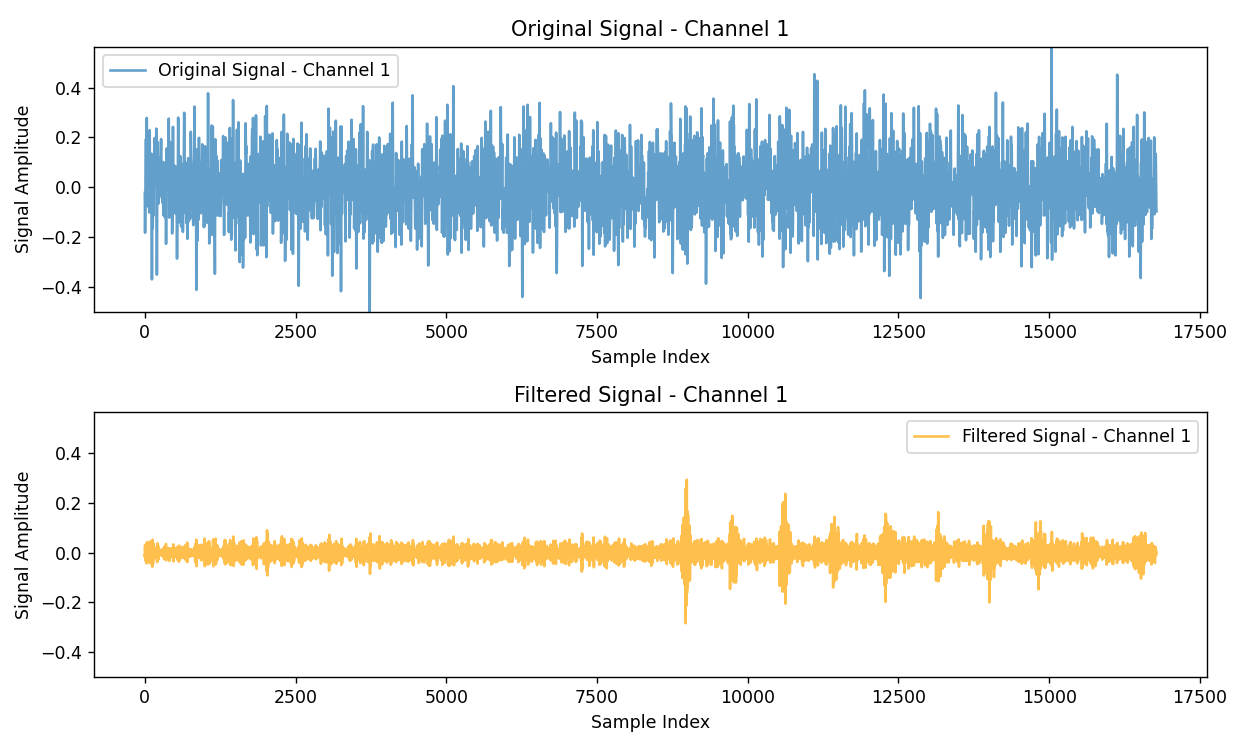 Original Signal - Channel 1
Original Signal - Channel 1
Signal Amplitude
0.4
0.2
0.0
−0.2
−0.4
0 2500 5000 7500 10000 12500 15000 17500
Sample Index
Filtered Signal - Channel 1
Filtered Signal - Channel 1
Signal Amplitude
0.4
0.2
0.0
−0.2
−0.4
0 2500 5000 7500 10000 12500 15000 17500
Sample Index